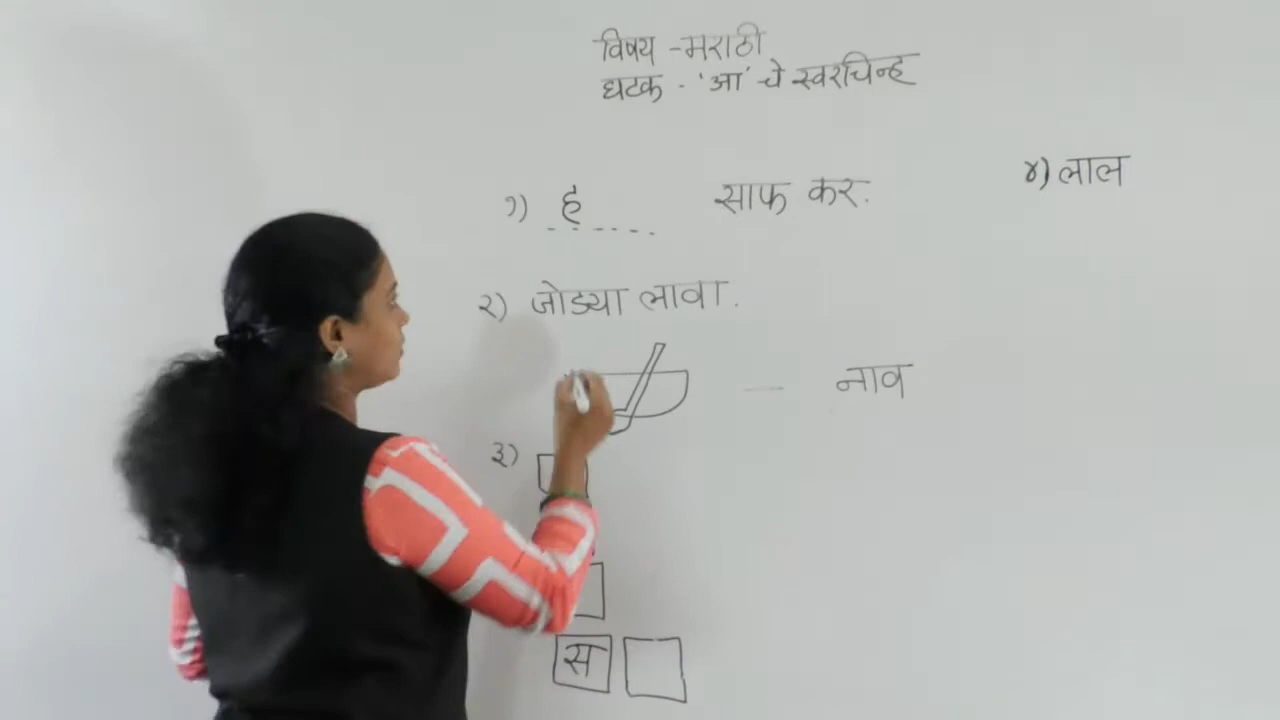 विषय - मराठी
घटक - 'आ' चे स्वरचिन्ह
१) ह ...... साफ कर.
२) जोड्या लावा.
— नाव
३)
स
४) लाल